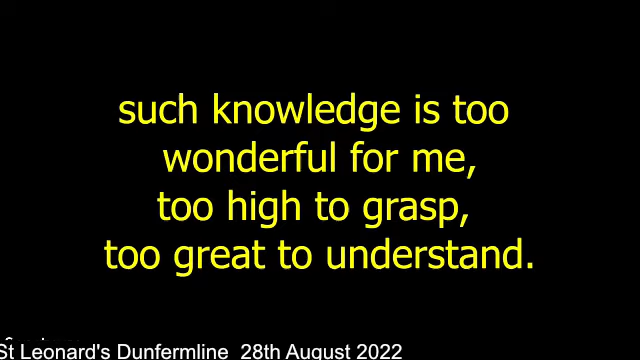 such knowledge is too
wonderful for me,
too high to grasp,
too great to understand.
St Leonard's Dunfermline 28th August 2022